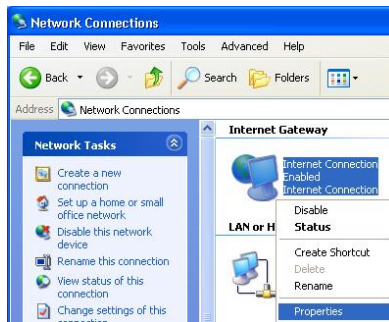 Network Connections
File Edit View Favorites Tools Advanced Help
Back Search Folders
Address Network Connections
Network Tasks
Create a new
connection
Set up a home or small
office network
Disable this network
device
Rename this connection
View status of this
connection
Change settings of this
connection
Internet Gateway
Internet Connection
Enabled
Internet Connection
LAN or H
Disable
Status
Create Shortcut
Delete
Rename
Properties